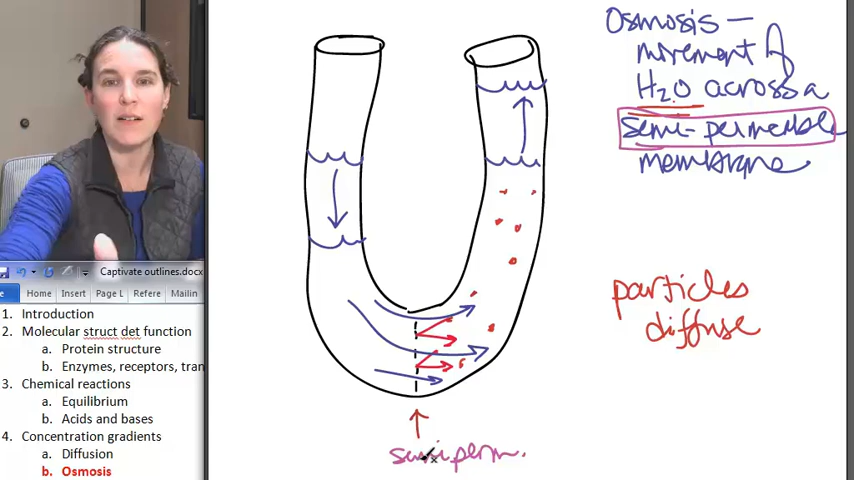 Osmosis —
movement of
H2O across a
semi-permeable
membrane
particles
diffuse
semiperm.
Captivate outlines.docx
Home Insert Page L Refere Mailin
1. Introduction
2. Molecular struct det function
a. Protein structure
b. Enzymes, receptors, tran
3. Chemical reactions
a. Equilibrium
b. Acids and bases
4. Concentration gradients
a. Diffusion
b. Osmosis